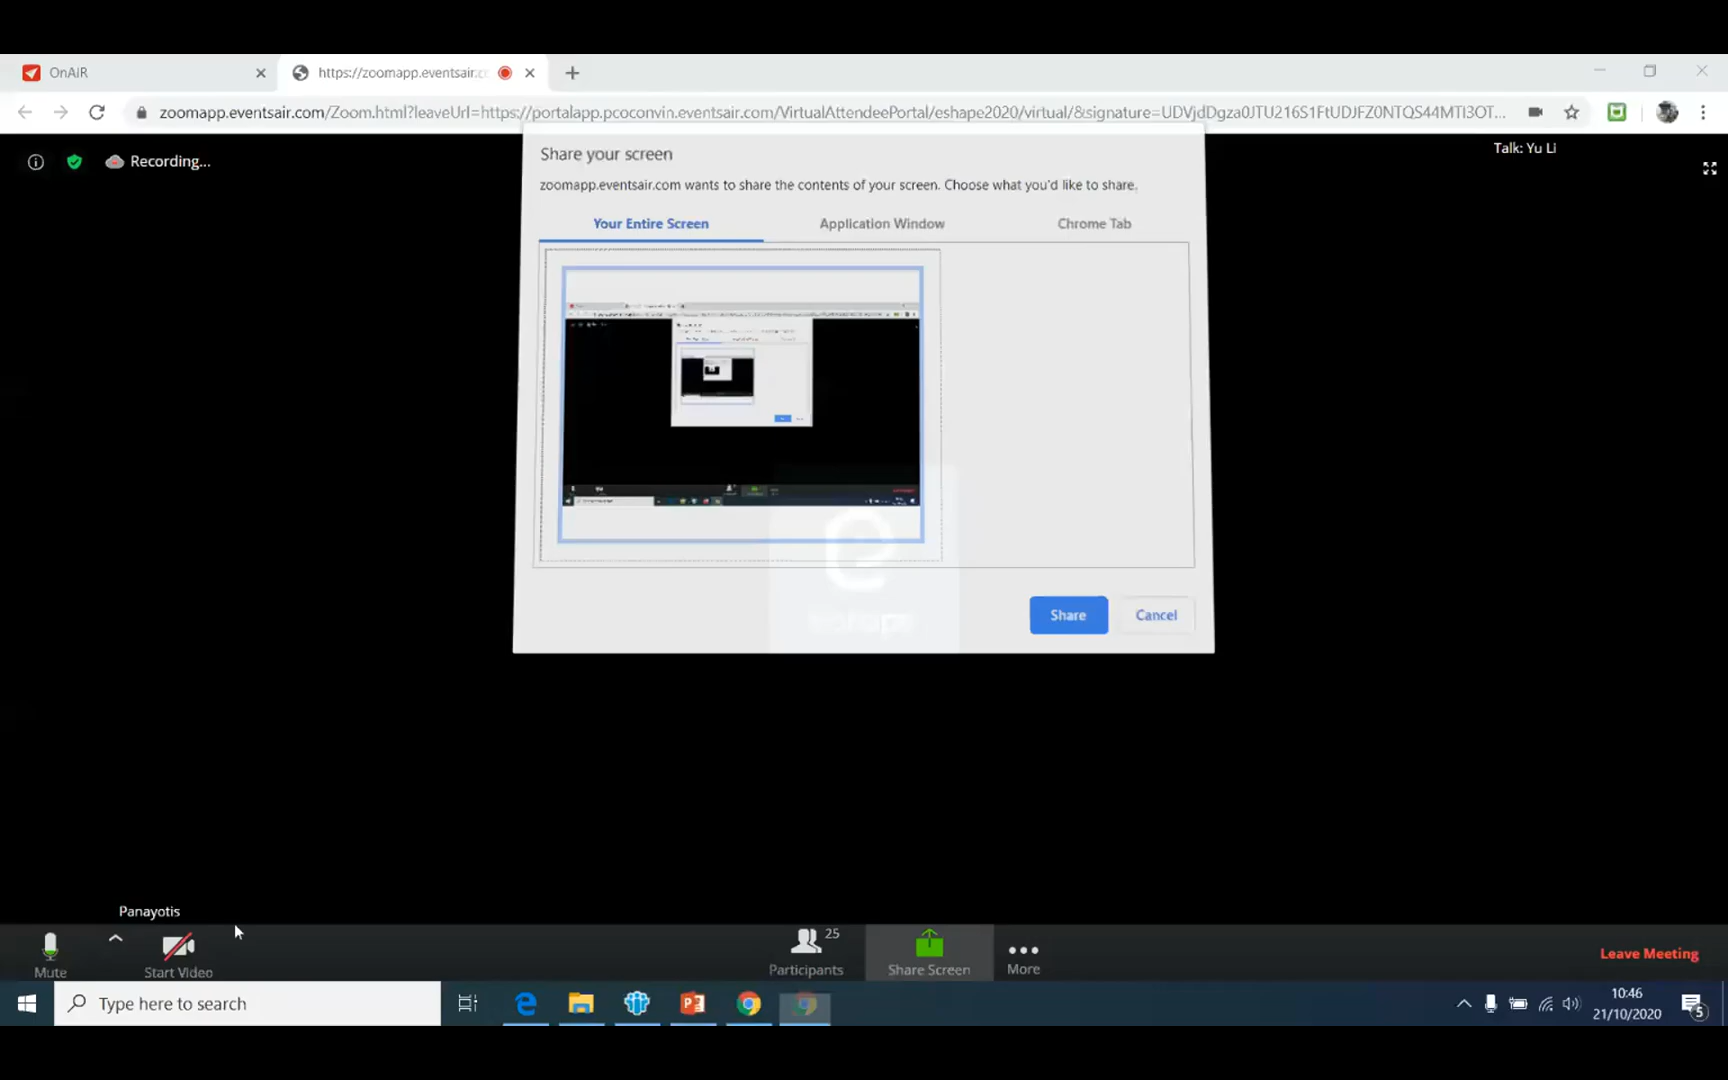 OnAiR
https://zoomapp.eventsair.c
zoomapp.eventsair.com/Zoom.html?leaveUrl=https://portalapp.pcoconvin.eventsair.com/VirtualAttendeePortal/eshape2020/virtual/&signature=UDVjdDgza0JTU216S1FtUDJFZ0NTQS44MTI3OT...
Recording...
Talk: Yu Li
Share your screen
zoomapp.eventsair.com wants to share the contents of your screen. Choose what you'd like to share.
Your Entire Screen Application Window Chrome Tab
Share Cancel
Panayotis
25
Mute Start Video Participants Share Screen More Leave Meeting
Type here to search
10:46
21/10/2020
5